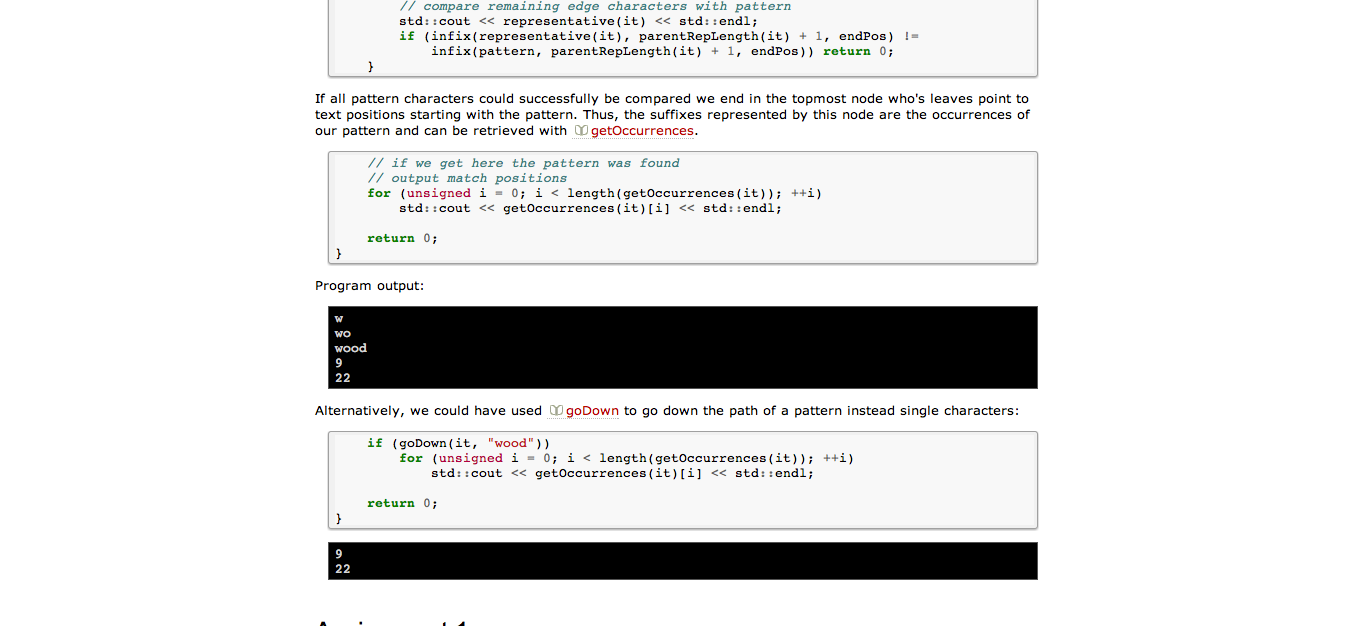 // compare remaining edge characters with pattern
std::cout << representative(it) << std::endl;
if (infix(representative(it), parentRepLength(it) + 1, endPos) !=
infix(pattern, parentRepLength(it) + 1, endPos)) return 0;
}
If all pattern characters could successfully be compared we end in the topmost node who's leaves point to
text positions starting with the pattern. Thus, the suffixes represented by this node are the occurrences of
our pattern and can be retrieved with getOccurrences.
// if we get here the pattern was found
// output match positions
for (unsigned i = 0; i < length(getOccurrences(it)); ++i)
std::cout << getOccurrences(it)[i] << std::endl;
return 0;
}
Program output:
w
wo
wood
9
22
Alternatively, we could have used goDown to go down the path of a pattern instead single characters:
if (goDown(it, "wood"))
for (unsigned i = 0; i < length(getOccurrences(it)); ++i)
std::cout << getOccurrences(it)[i] << std::endl;
return 0;
}
9
22